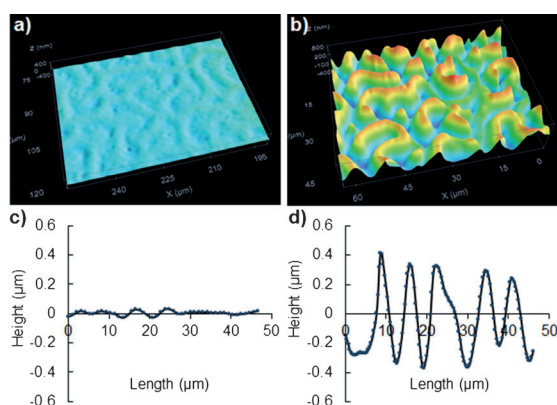 a)
Z (nm)
400
0
-400
75
90
(µm)
105
120
240
225
210
195
X (µm)
b)
Z (nm)
800
200
-100
-400
15
30
(µm)
45
60
45
30
15
0
X (µm)
c)
0.6
0.4
0.2
0
-0.2
-0.4
-0.6
Height (µm)
0 10 20 30 40 50
Length (µm)
d)
0.6
0.4
0.2
0
-0.2
-0.4
-0.6
Height (µm)
0 10 20 30 40 50
Length (µm)